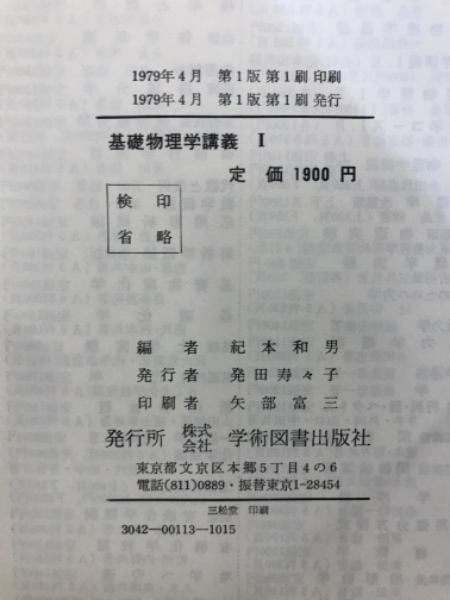 1979年4月　第1版 第1刷 印刷
1979年4月　第1版 第1刷 発行
基礎物理学講義　I
定　価 1900 円
検　印
省　略
編　者　紀本和男
発行者　発田寿々子
印刷者　矢部富三
発行所　株式会社　学術図書出版社
東京都文京区本郷5丁目4の6
電話(811)0889・振替東京1-28454
三松堂　印刷
3042―00113―1015